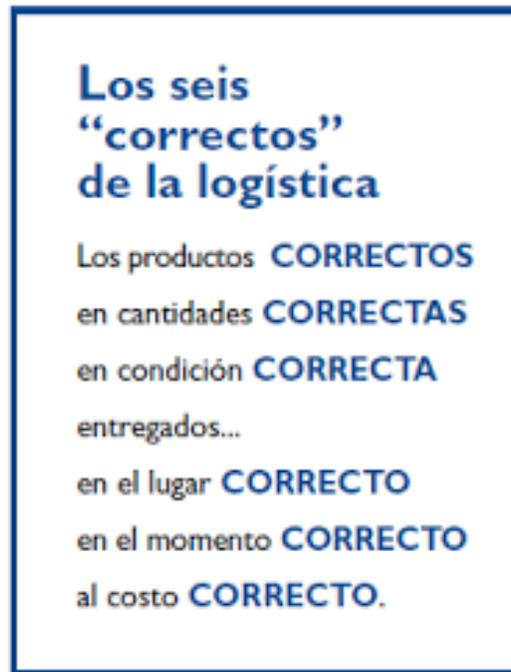 Los seis
“correctos”
de la logística
Los productos CORRECTOS
en cantidades CORRECTAS
en condición CORRECTA
entregados...
en el lugar CORRECTO
en el momento CORRECTO
al costo CORRECTO.